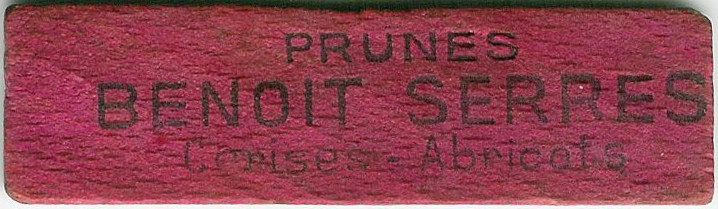 PRUNES
BENOIT SERRES
Cerises - Abricots